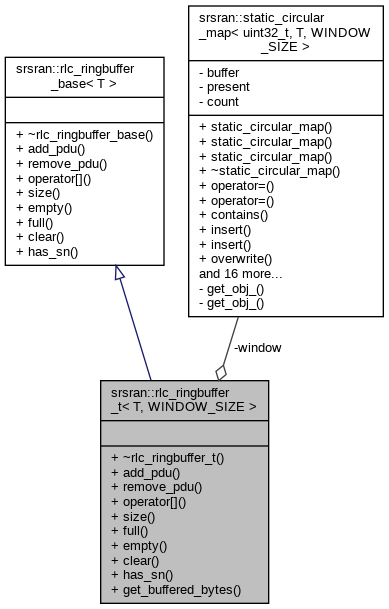 srsran::static_circular
_map< uint32_t, T, WINDOW
_SIZE >
- buffer
- present
- count
+ static_circular_map()
+ static_circular_map()
+ static_circular_map()
+ ~static_circular_map()
+ operator=()
+ operator=()
+ contains()
+ insert()
+ insert()
+ overwrite()
and 16 more...
- get_obj_()
- get_obj_()
srsran::rlc_ringbuffer
_base< T >
+ ~rlc_ringbuffer_base()
+ add_pdu()
+ remove_pdu()
+ operator[]()
+ size()
+ empty()
+ full()
+ clear()
+ has_sn()
-window
srsran::rlc_ringbuffer
_t< T, WINDOW_SIZE >
+ ~rlc_ringbuffer_t()
+ add_pdu()
+ remove_pdu()
+ operator[]()
+ size()
+ full()
+ empty()
+ clear()
+ has_sn()
+ get_buffered_bytes()